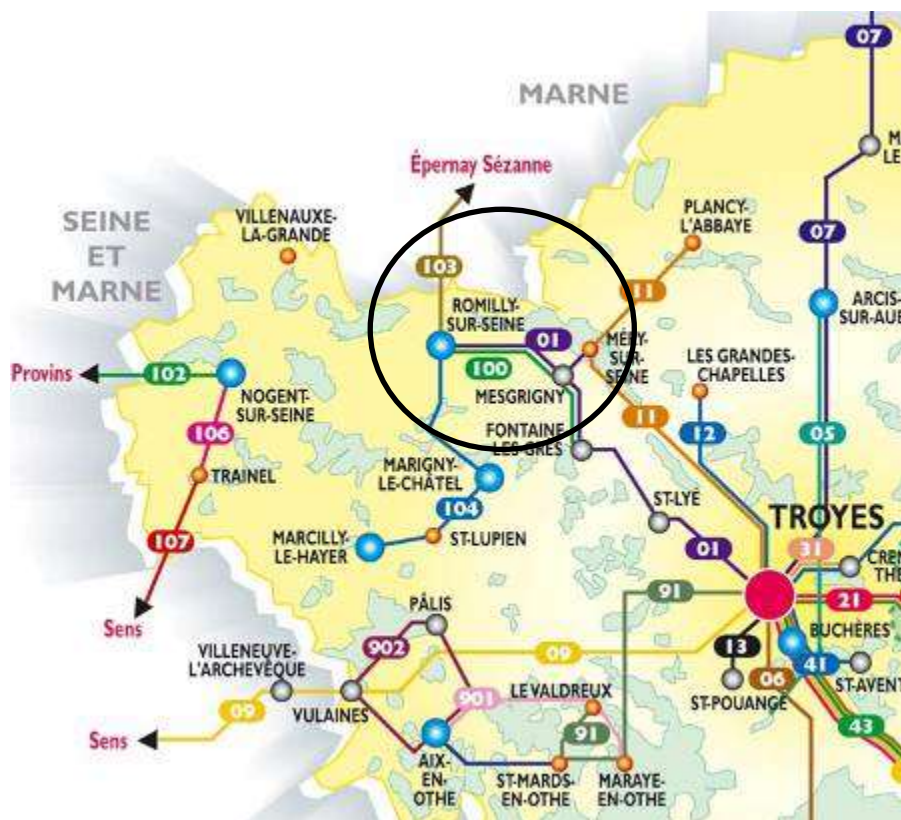 07
MARNE
Épernay Sézanne
SEINE
ET
MARNE
VILLENAUXE-
LA-GRANDE
PLANCY-
L'ABBAYE
07
103
11
ROMILLY-
SUR-SEINE
ARCIS-
01
MÉRY-
SUR-
SEINE
LES GRANDES-
CHAPELLES
Provins
102
100
MESGRIGNY
NOGENT-
SUR-SEINE
11
12
05
106
FONTAINE
LES-GRÈS
TRAINEL
MARIGNY-
LE-CHÂTEL
ST-LYÉ
104
TROYES
107
MARCILLY-
LE-HAYER
ST-LUPIEN
01
31
91
21
PÂLIS
Sens
902
09
13
BUCHÈRES
VILLENEUVE-
L'ARCHEVÊQUE
41
06
ST-POUANGE
901
LE VALDREUX
09
VULAINES
91
43
Sens
AIX-
EN-
OTHE
ST-MARDS-
EN-OTHE
MARAYE-
EN-OTHE